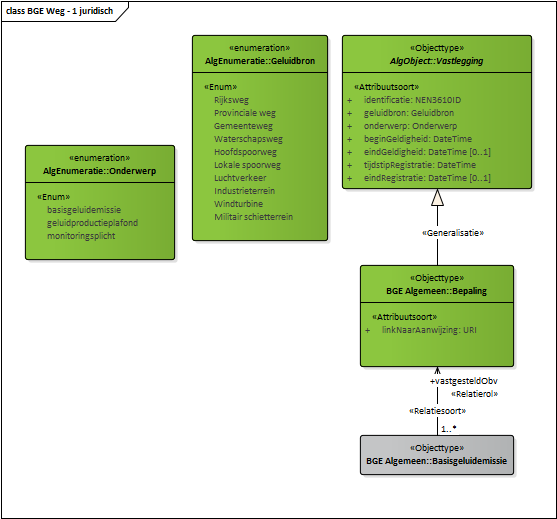 class BGE Weg - 1 juridisch
«enumeration»
AlgEnumeratie::Onderwerp
«Enum»
basisgeluidemissie
geluidproductieplafond
monitoringsplicht
«enumeration»
AlgEnumeratie::Geluidbron
«Enum»
Rijksweg
Provinciale weg
Gemeenteweg
Waterschapsweg
Hoofdspoorweg
Lokale spoorweg
Luchtverkeer
Industrieterrein
Windturbine
Militair schietterrein
«Objecttype»
AlgObject::Vastlegging
«Attribuutsoort»
+ identificatie: NEN3610ID
+ geluidbron: Geluidbron
+ onderwerp: Onderwerp
+ beginGeldigheid: DateTime
+ eindGeldigheid: DateTime [0..1]
+ tijdstipRegistratie: DateTime
+ eindRegistratie: DateTime [0..1]
«Generalisatie»
«Objecttype»
BGE Algemeen::Bepaling
«Attribuutsoort»
+ linkNaarAanwijzing: URI
+vastgesteldObv
«Relatierol»
«Relatiesoort»
1..*
«Objecttype»
BGE Algemeen::Basisgeluidemissie